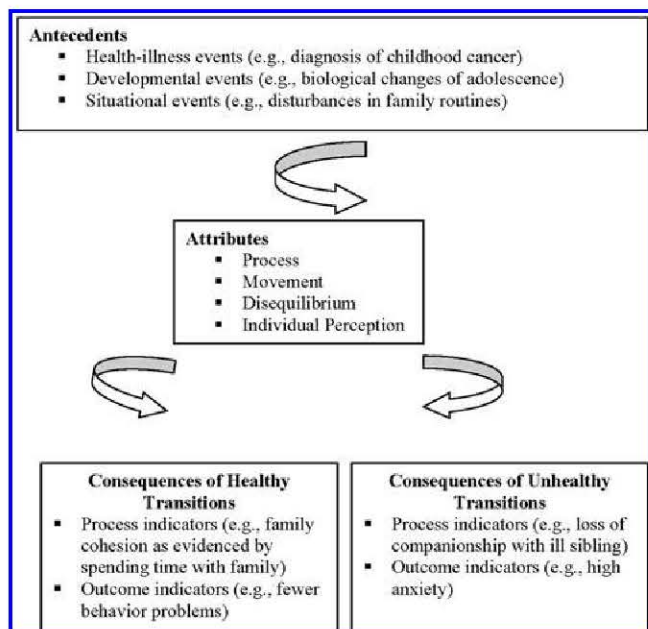 Antecedents
▪ Health-illness events (e.g., diagnosis of childhood cancer)
▪ Developmental events (e.g., biological changes of adolescence)
▪ Situational events (e.g., disturbances in family routines)
Attributes
▪ Process
▪ Movement
▪ Disequilibrium
▪ Individual Perception
Consequences of Healthy
Transitions
▪ Process indicators (e.g., family
cohesion as evidenced by
spending time with family)
▪ Outcome indicators (e.g., fewer
behavior problems)
Consequences of Unhealthy
Transitions
▪ Process indicators (e.g., loss of
companionship with ill sibling)
▪ Outcome indicators (e.g., high
anxiety)